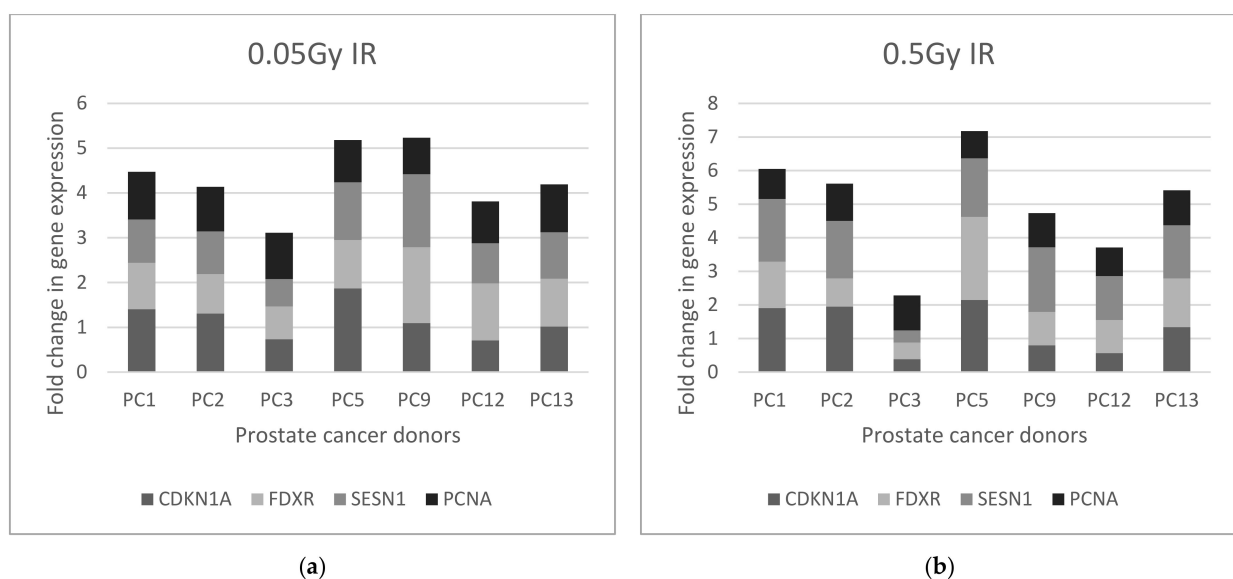 0.05Gy IR
Fold change in gene expression
6
5
4
3
2
1
0
PC1 PC2 PC3 PC5 PC9 PC12 PC13
Prostate cancer donors
CDKN1A FDXR SESN1 PCNA
(a)
0.5Gy IR
Fold change in gene expression
8
7
6
5
4
3
2
1
0
PC1 PC2 PC3 PC5 PC9 PC12 PC13
Prostate cancer donors
CDKN1A FDXR SESN1 PCNA
(b)